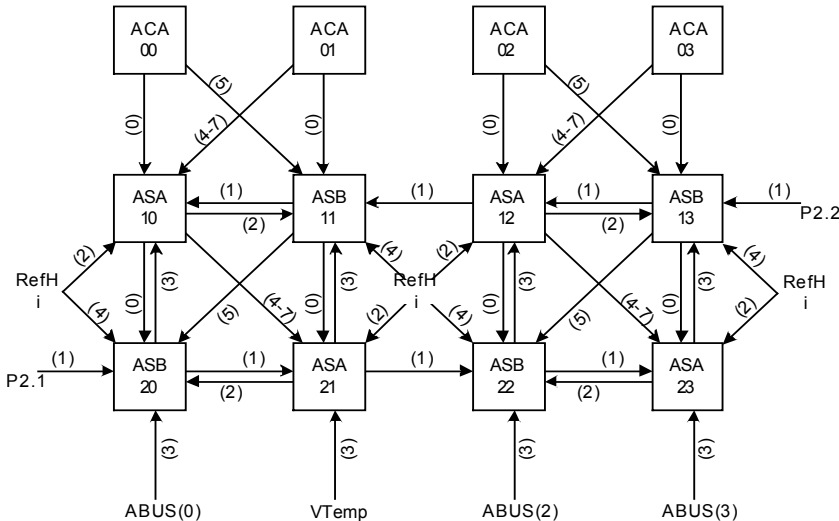 ACA
00
ACA
01
ACA
02
ACA
03
(5)
(5)
(0)
(4-7)
(0)
(0)
(4-7)
(0)
ASA
10
(1)
(2)
ASB
11
(1)
ASA
12
(1)
(2)
ASB
13
(1)
P2.2
(2)
RefH
i
(4)
(0)
(3)
(5)
(4-7)
(0)
(3)
(4)
RefH
i
(2)
(2)
(4)
(0)
(3)
(5)
(4-7)
(0)
(3)
(4)
RefH
i
(2)
P2.1
(1)
ASB
20
(1)
(2)
ASA
21
(1)
ASB
22
(1)
(2)
ASA
23
(3)
(3)
(3)
(3)
ABUS(0)
VTemp
ABUS(2)
ABUS(3)